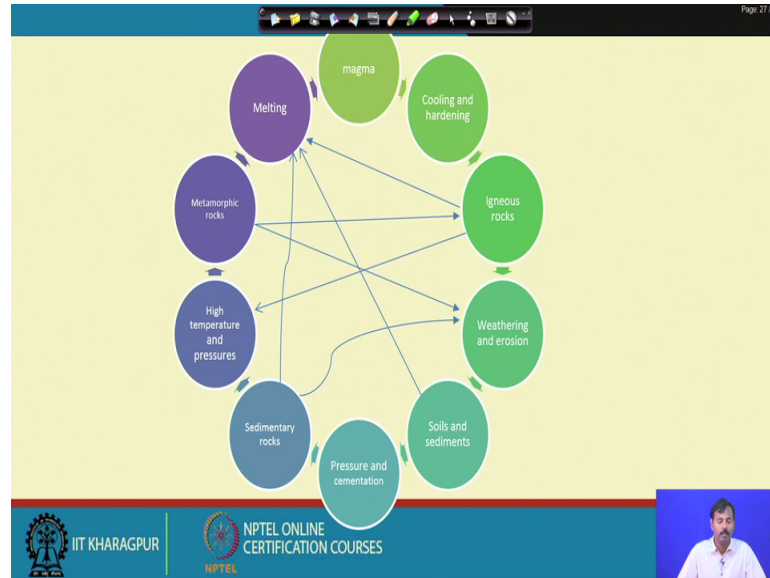 Page: 27
magma
Cooling and
hardening
Melting
Igneous
rocks
Metamorphic
rocks
Weathering
and erosion
High
temperature
and
pressures
Soils and
sediments
Sedimentary
rocks
Pressure and
cementation
IIT KHARAGPUR
NPTEL
NPTEL ONLINE
CERTIFICATION COURSES